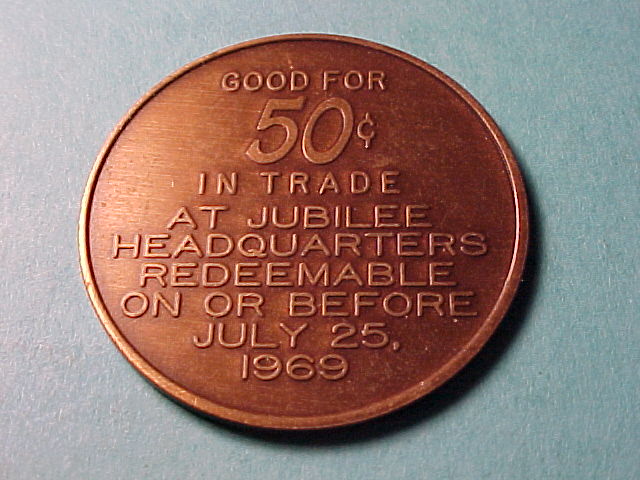 GOOD FOR
50¢
IN TRADE
AT JUBILEE
HEADQUARTERS
REDEEMABLE
ON OR BEFORE
JULY 25,
1969